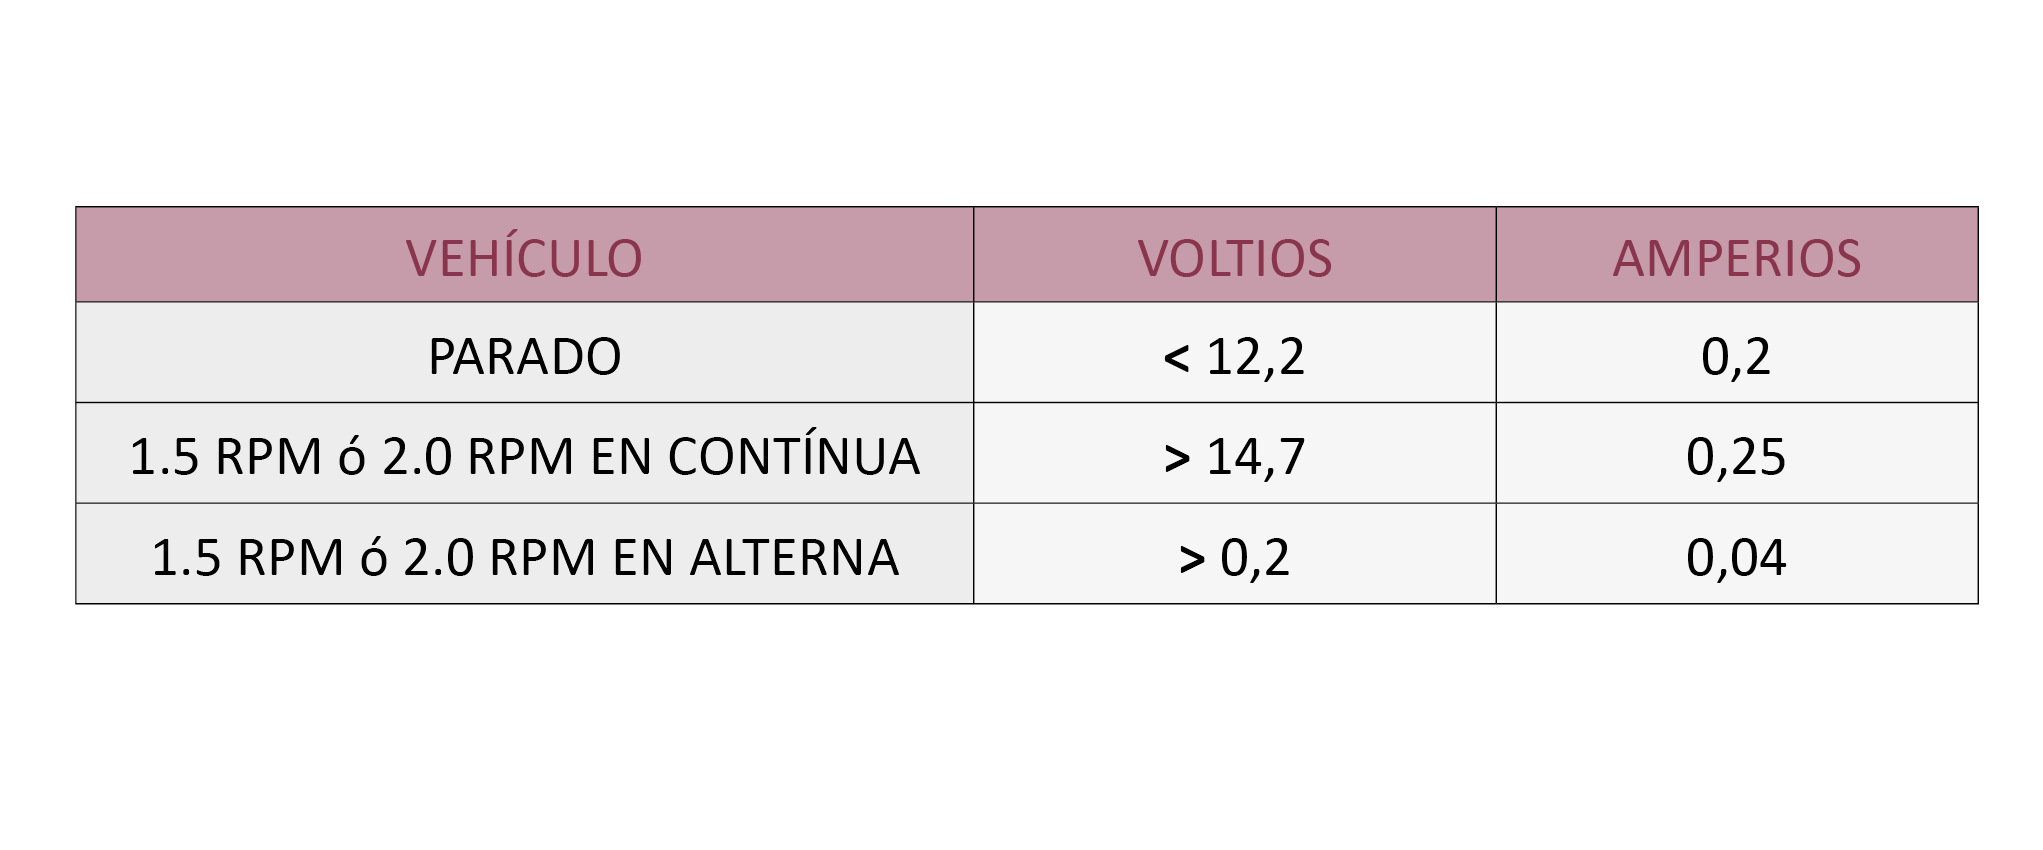 VEHÍCULO VOLTIOS AMPERIOS
PARADO < 12,2 0,2
1.5 RPM ó 2.0 RPM EN CONTÍNUA > 14,7 0,25
1.5 RPM ó 2.0 RPM EN ALTERNA > 0,2 0,04